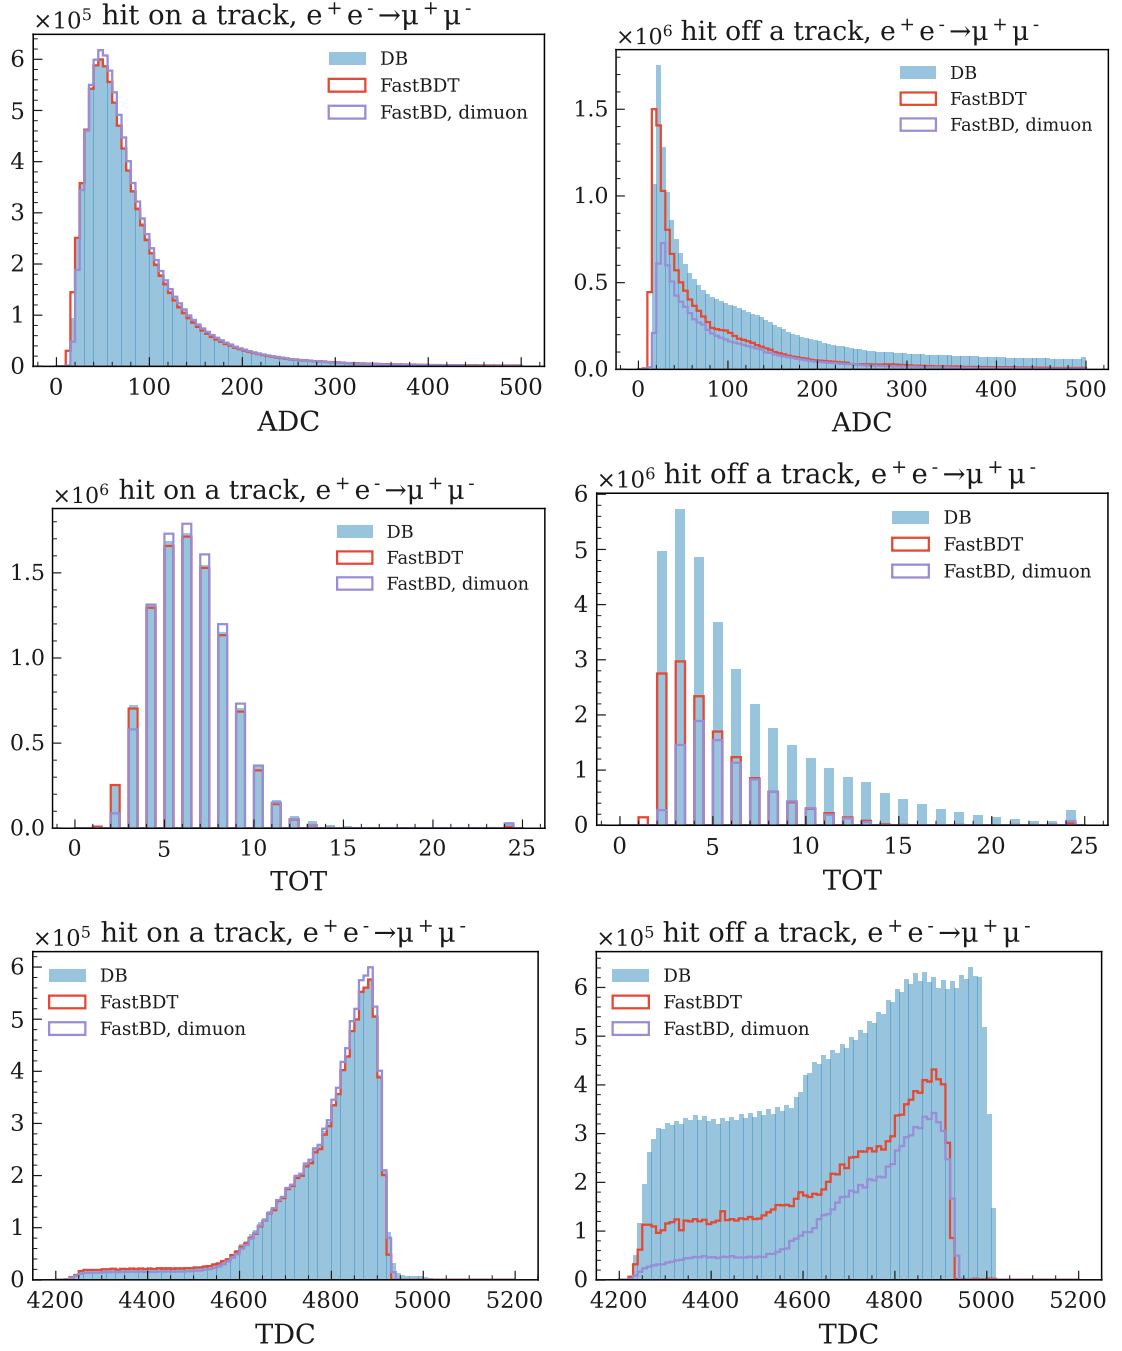 ×10⁵ hit on a track, e⁺e⁻→μ⁺μ⁻
6
5
4
3
2
1
0
DB
FastBDT
FastBD, dimuon
0 100 200 300 400 500
ADC
×10⁶ hit off a track, e⁺e⁻→μ⁺μ⁻
1.5
1.0
0.5
0.0
DB
FastBDT
FastBD, dimuon
0 100 200 300 400 500
ADC
×10⁶ hit on a track, e⁺e⁻→μ⁺μ⁻
1.5
1.0
0.5
0.0
DB
FastBDT
FastBD, dimuon
0 5 10 15 20 25
TOT
×10⁶ hit off a track, e⁺e⁻→μ⁺μ⁻
6
5
4
3
2
1
0
DB
FastBDT
FastBD, dimuon
0 5 10 15 20 25
TOT
×10⁵ hit on a track, e⁺e⁻→μ⁺μ⁻
6
5
4
3
2
1
0
DB
FastBDT
FastBD, dimuon
4200 4400 4600 4800 5000 5200
TDC
×10⁵ hit off a track, e⁺e⁻→μ⁺μ⁻
6
5
4
3
2
1
0
DB
FastBDT
FastBD, dimuon
4200 4400 4600 4800 5000 5200
TDC